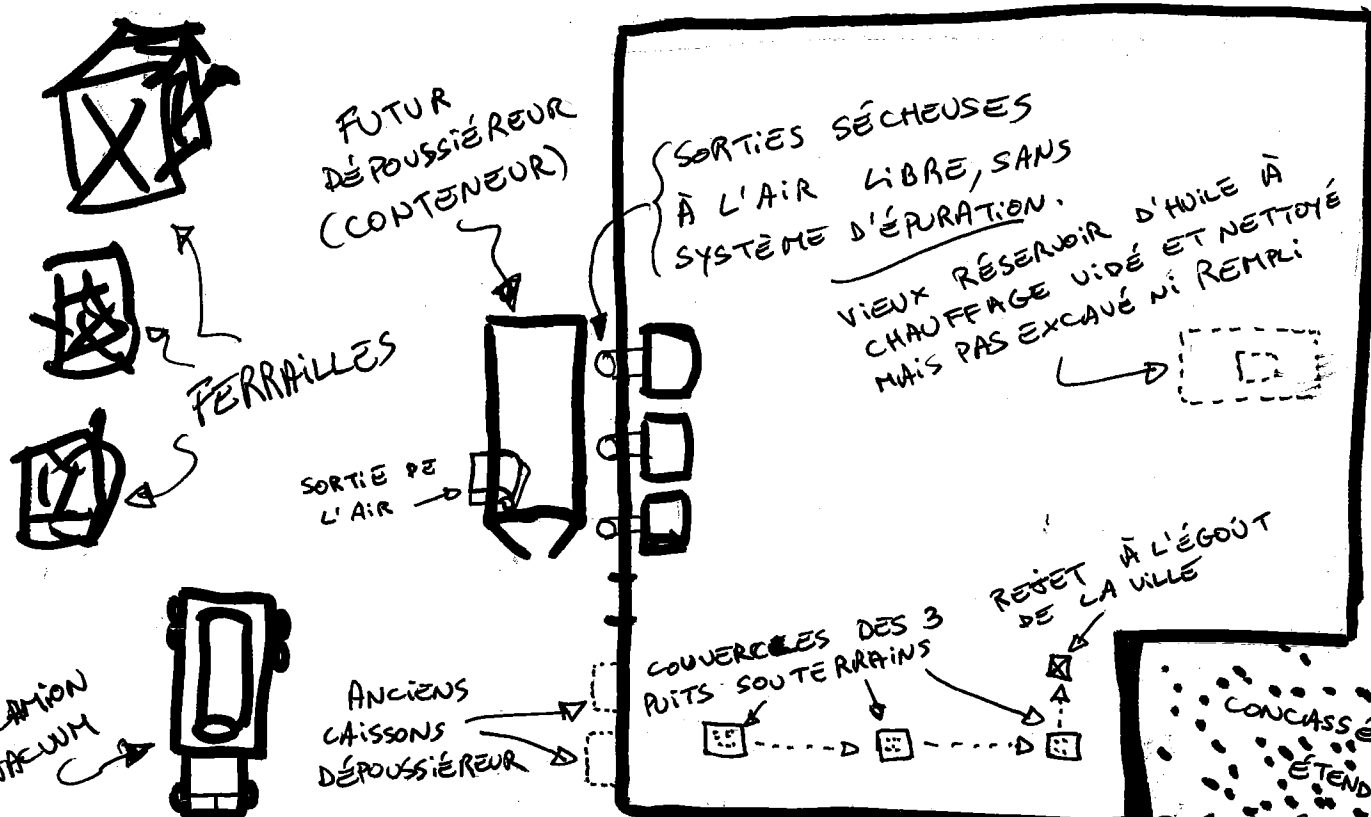 FUTUR
DÉPOUSSIÉREUR
(CONTENEUR)
SORTIES SÉCHEUSES
À L'AIR LIBRE, SANS
SYSTÈME D'ÉPURATION.
VIEUX RÉSERVOIR D'HUILE À
CHAUFFAGE VIDÉ ET NETTOYÉ
MAIS PAS EXCAVÉ NI REMPLI
FERRAILLES
SORTIE DE
L'AIR
REJET À L'ÉGOUT
DE LA VILLE
COUVERCLES DES 3
PUITS SOUTERRAINS
ANCIENS
CAISSONS
DÉPOUSSIÉREUR
CAMION
VACUUM
CONCASSÉ
ÉTEND